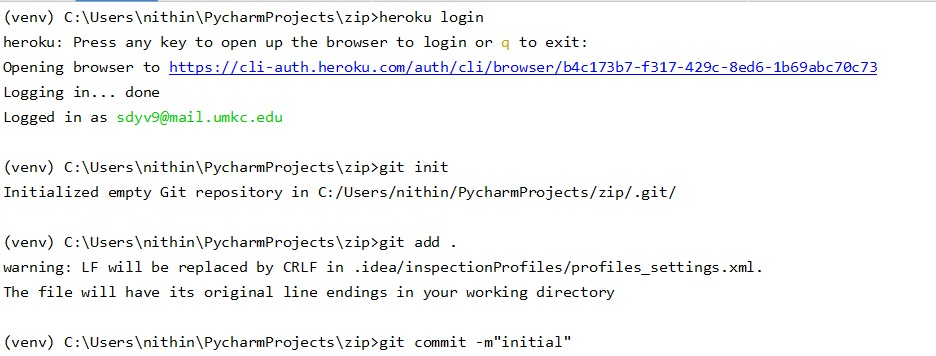 (venv) C:\Users\nithin\PycharmProjects\zip>heroku login
heroku: Press any key to open up the browser to login or q to exit:
Opening browser to https://cli-auth.heroku.com/auth/cli/browser/b4c173b7-f317-429c-8ed6-1b69abc70c73
Logging in... done
Logged in as sdyv9@mail.umkc.edu
(venv) C:\Users\nithin\PycharmProjects\zip>git init
Initialized empty Git repository in C:/Users/nithin/PycharmProjects/zip/.git/
(venv) C:\Users\nithin\PycharmProjects\zip>git add .
warning: LF will be replaced by CRLF in .idea/inspectionProfiles/profiles_settings.xml.
The file will have its original line endings in your working directory
(venv) C:\Users\nithin\PycharmProjects\zip>git commit -m"initial"